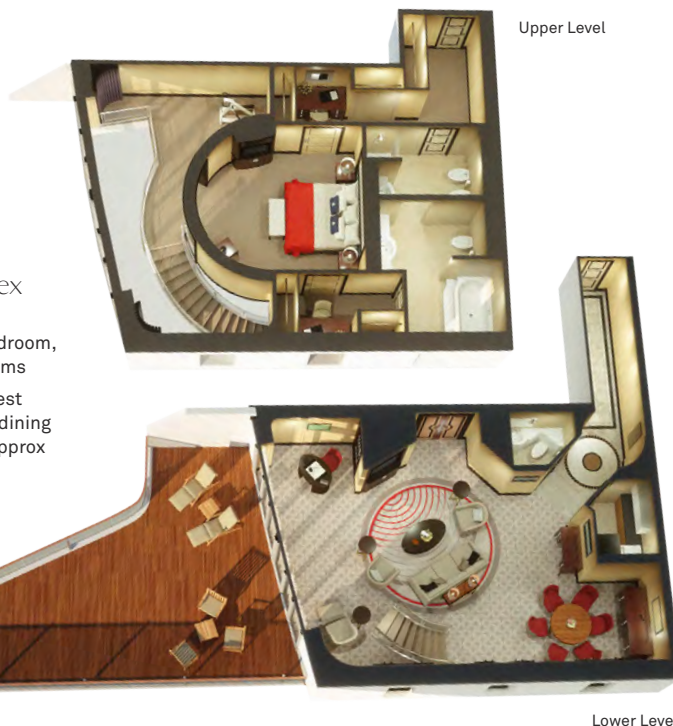 Upper Level
ex
droom,
ms
est
dining
pprox
Lower Leve